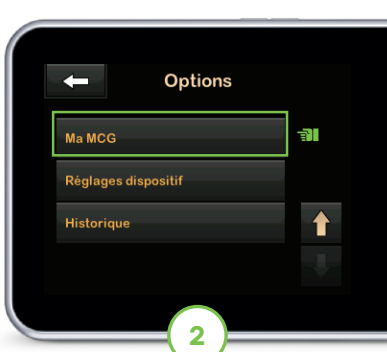 Options
Ma MCG
Réglages dispositif
Historique
2